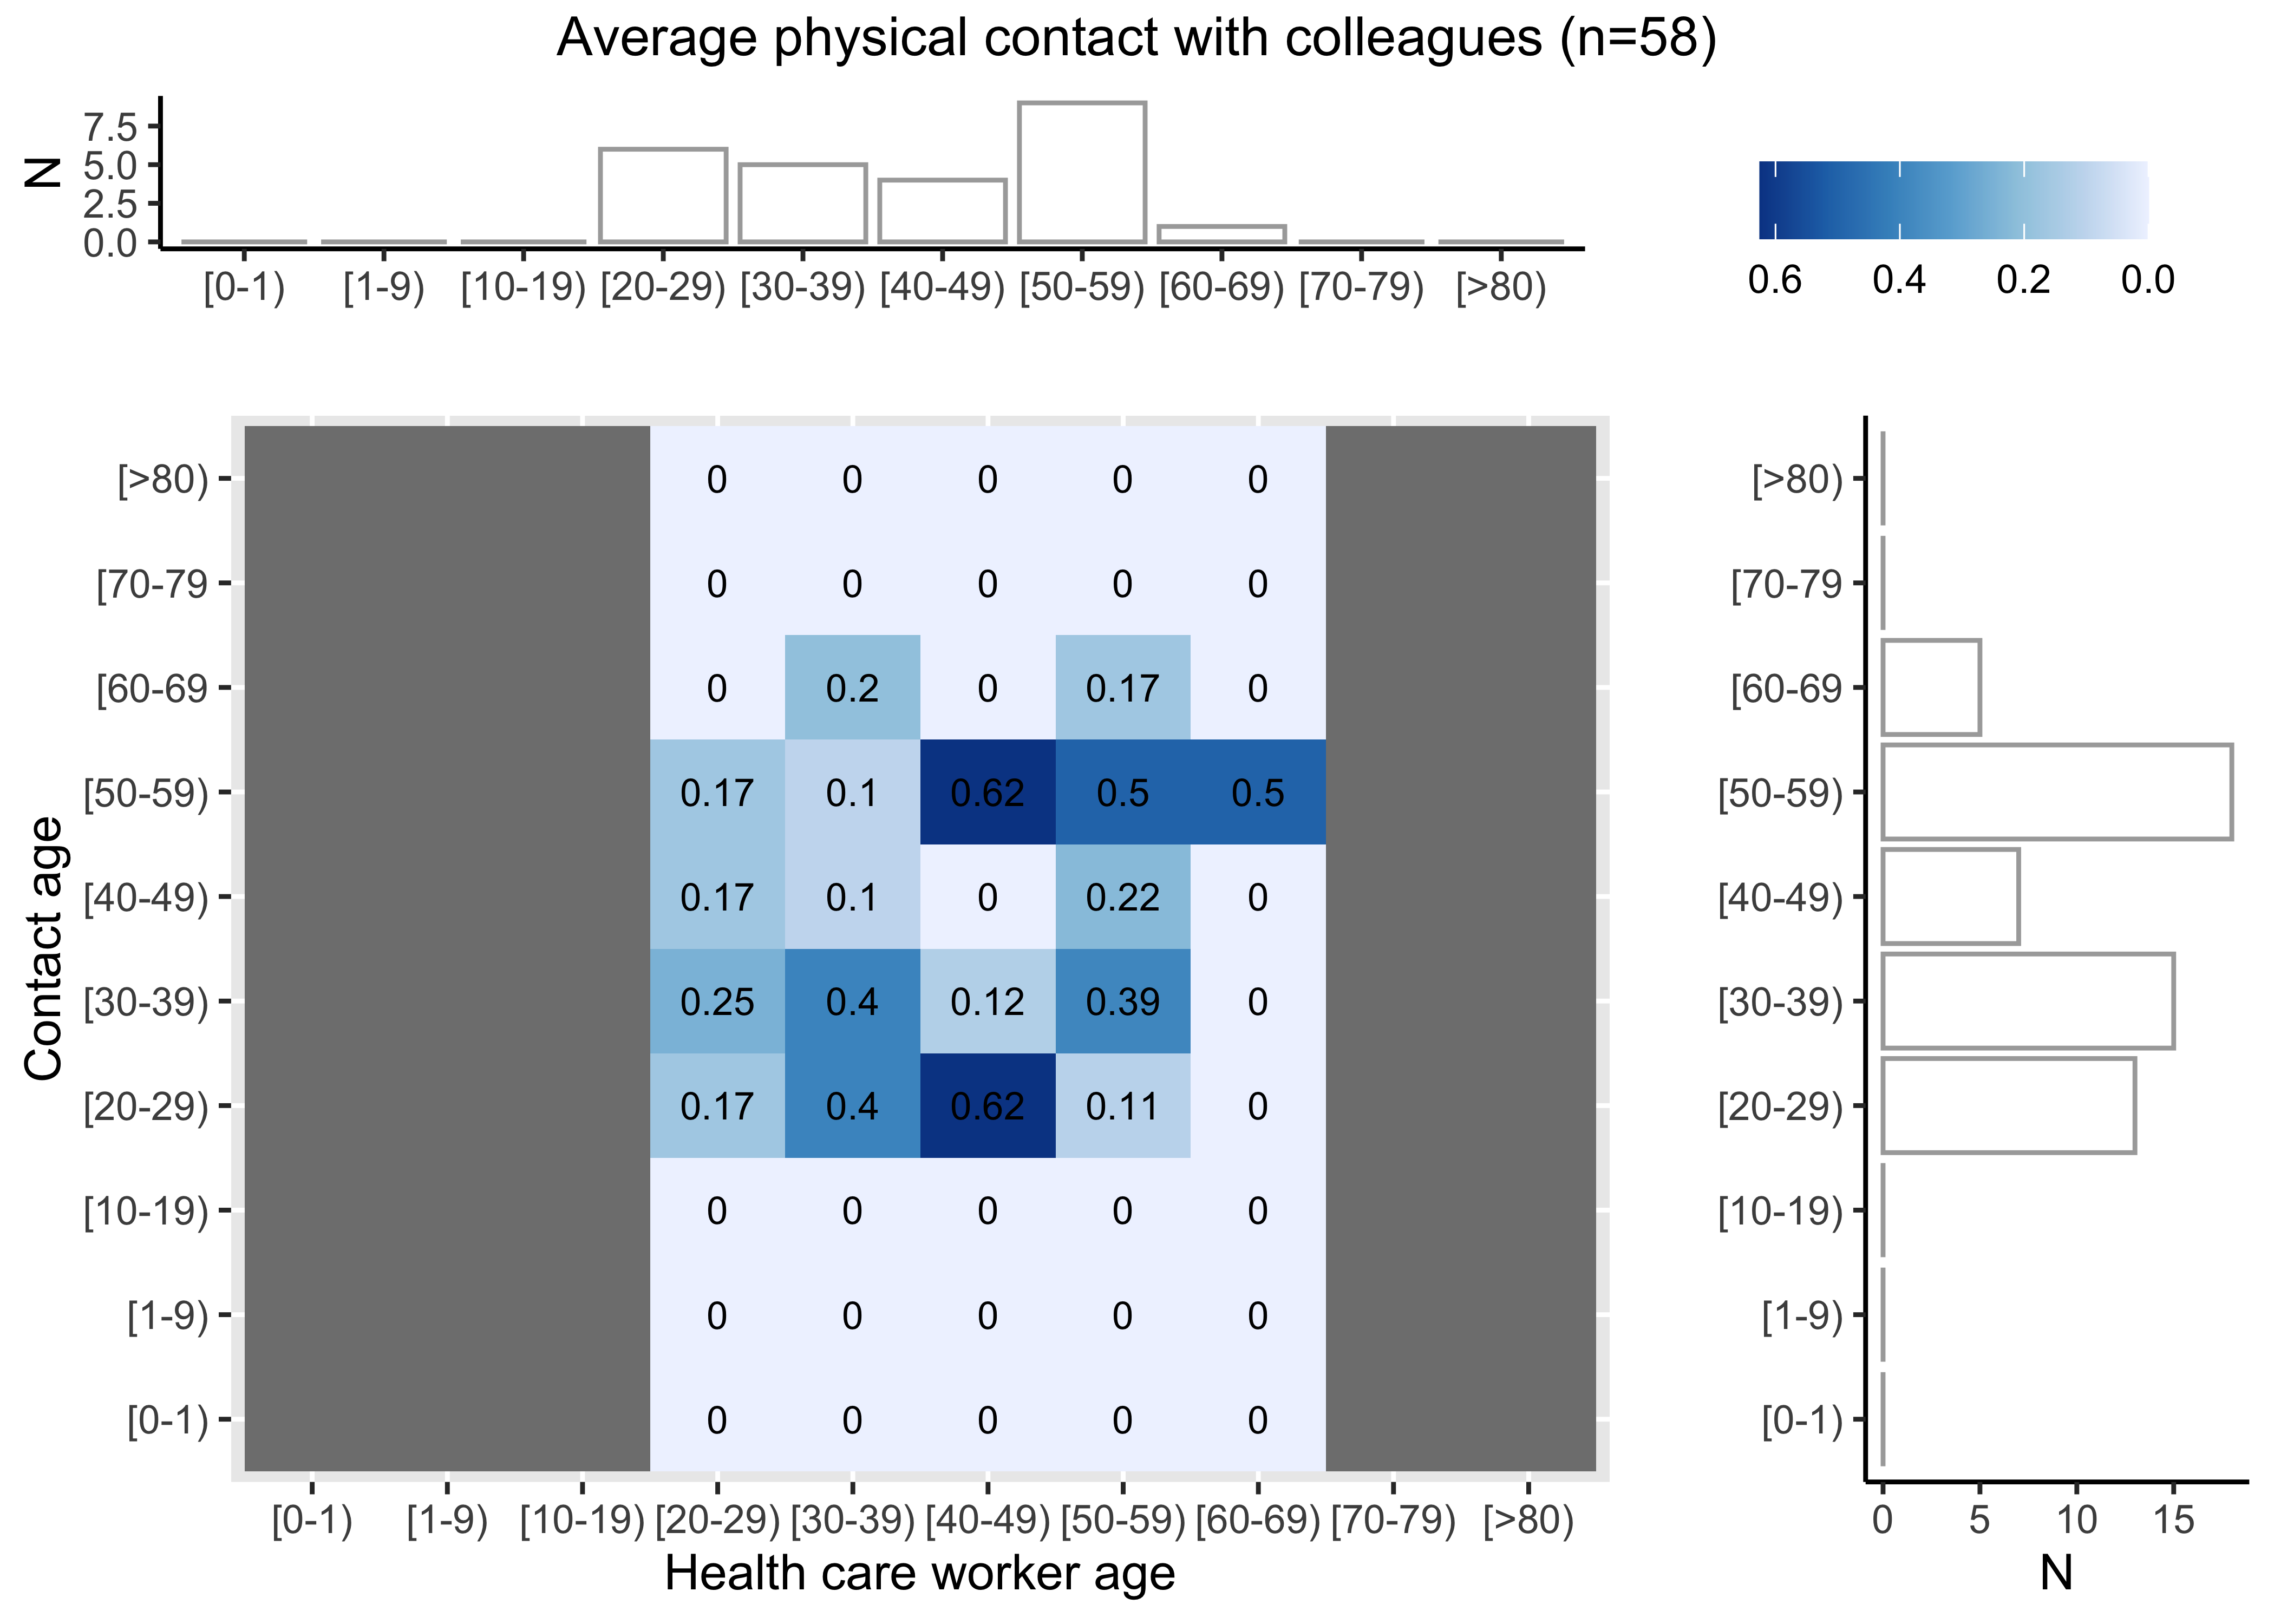 Average physical contact with colleagues (n=58)
N
7.5
5.0
2.5
0.0
[0-1) [1-9) [10-19) [20-29) [30-39) [40-49) [50-59) [60-69) [70-79) [>80)
0.6 0.4 0.2 0.0
Contact age
[>80) 0 0 0 0 0
[70-79 0 0 0 0 0
[60-69 0 0.2 0 0.17 0
[50-59) 0.17 0.1 0.62 0.5 0.5
[40-49) 0.17 0.1 0 0.22 0
[30-39) 0.25 0.4 0.12 0.39 0
[20-29) 0.17 0.4 0.62 0.11 0
[10-19) 0 0 0 0 0
[1-9) 0 0 0 0 0
[0-1) 0 0 0 0 0
[0-1) [1-9) [10-19) [20-29) [30-39) [40-49) [50-59) [60-69) [70-79) [>80)
Health care worker age
[>80)
[70-79
[60-69
[50-59)
[40-49)
[30-39)
[20-29)
[10-19)
[1-9)
[0-1)
0 5 10 15
N